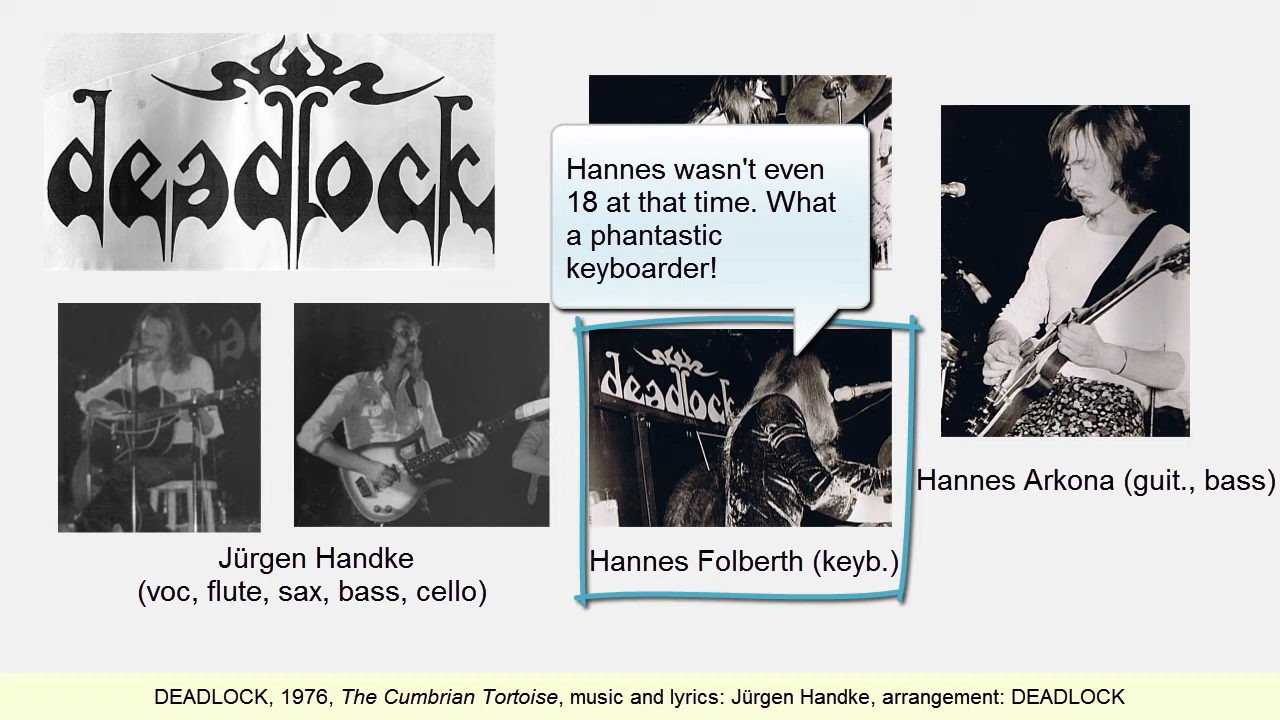 deadlock
Hannes wasn't even
18 at that time. What
a phantastic
keyboarder!
deadlock
Hannes Arkona (guit., bass)
Hannes Folberth (keyb.)
Jürgen Handke
(voc, flute, sax, bass, cello)
DEADLOCK, 1976, The Cumbrian Tortoise, music and lyrics: Jürgen Handke, arrangement: DEADLOCK